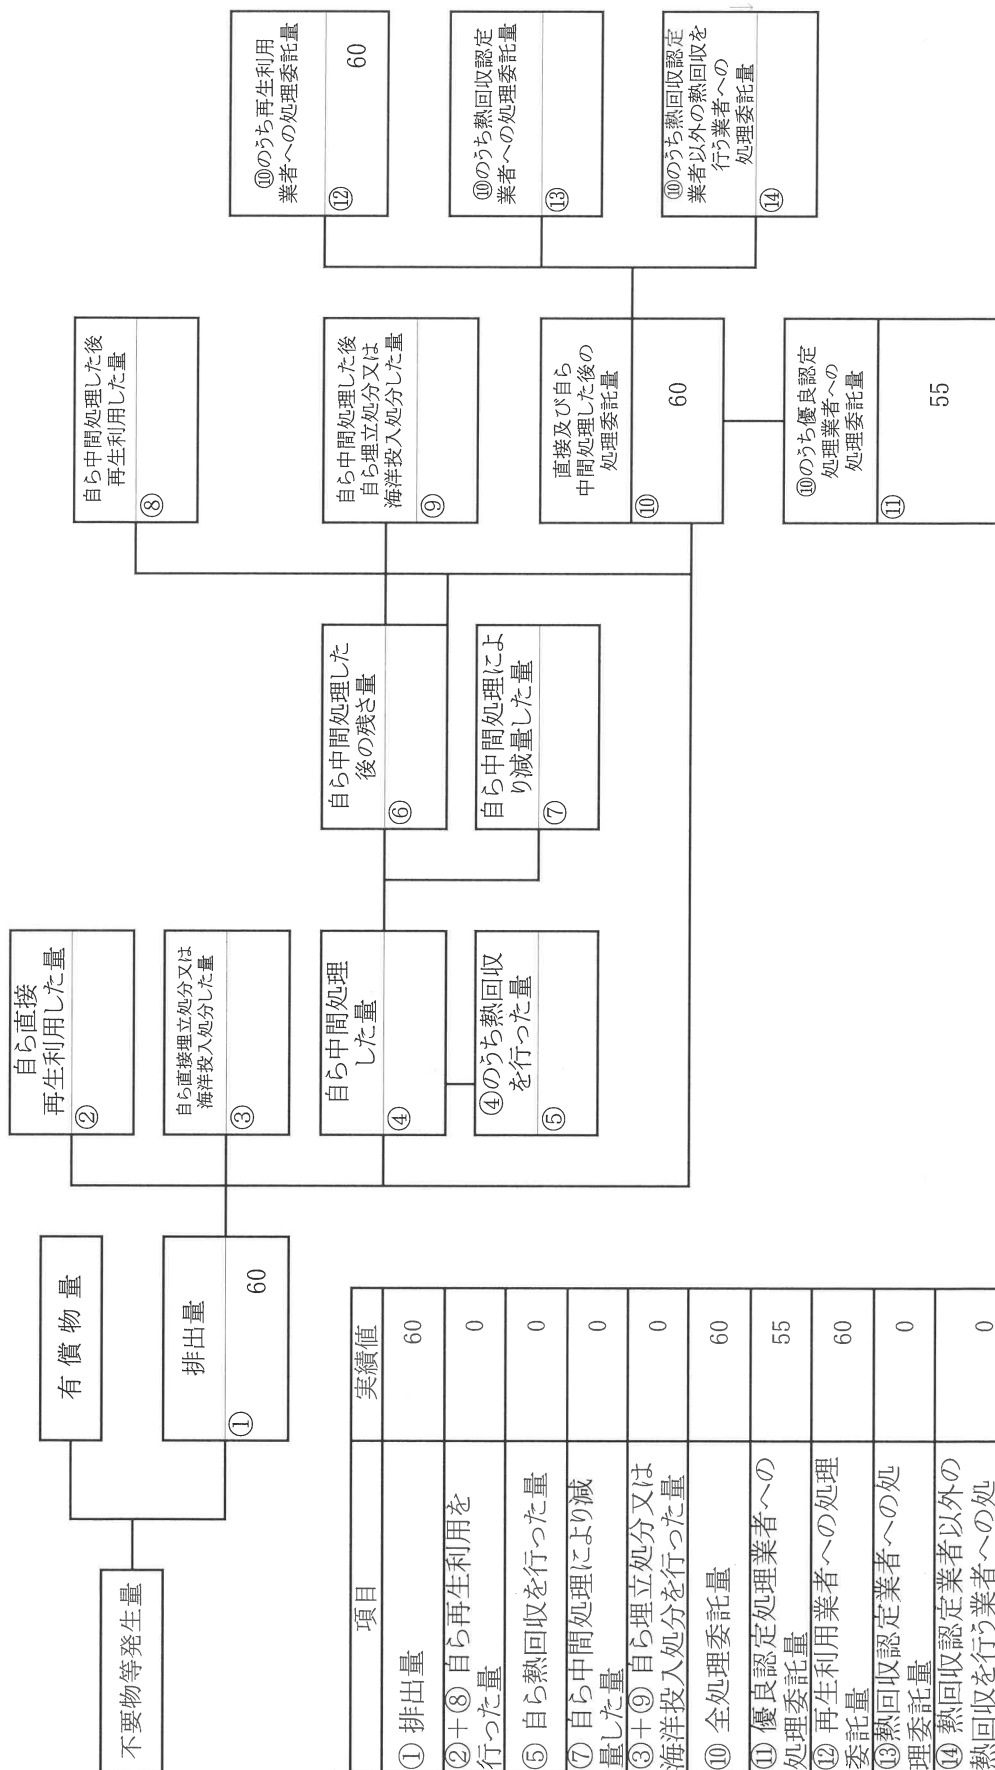 不要物等発生量
有償物量
排出量
①
60
自ら直接
再生利用した量
②
自ら直接埋立処分又は
海洋投入処分した量
③
自ら中間処理
した量
④
④のうち熱回収
を行った量
⑤
自ら中間処理した
後の残さ量
⑥
自ら中間処理によ
り減量した量
⑦
自ら中間処理した後
再生利用した量
⑧
自ら中間処理した後
自ら埋立処分又は
海洋投入処分した量
⑨
直接及び自ら
中間処理した後の
処理委託量
⑩
60
⑩のうち優良認定
処理業者への
処理委託量
⑪
55
⑩のうち再生利用
業者への処理委託量
⑫
60
⑩のうち熱回収認定
業者への処理委託量
⑬
⑩のうち熱回収認定
業者以外の熱回収を
行う業者への
処理委託量
⑭
項目 実績値
① 排出量 60
②+⑧ 自ら再生利用を
行った量 0
⑤ 自ら熱回収を行った量 0
⑦ 自ら中間処理により減
量した量 0
③+⑨ 自ら埋立処分又は
海洋投入処分を行った量 0
⑩ 全処理委託量 60
⑪ 優良認定処理業者への
処理委託量 55
⑫ 再生利用業者への処理
委託量 60
⑬熱回収認定業者への処
理委託量 0
⑭ 熱回収認定業者以外の
熱回収を行う業者への処 0